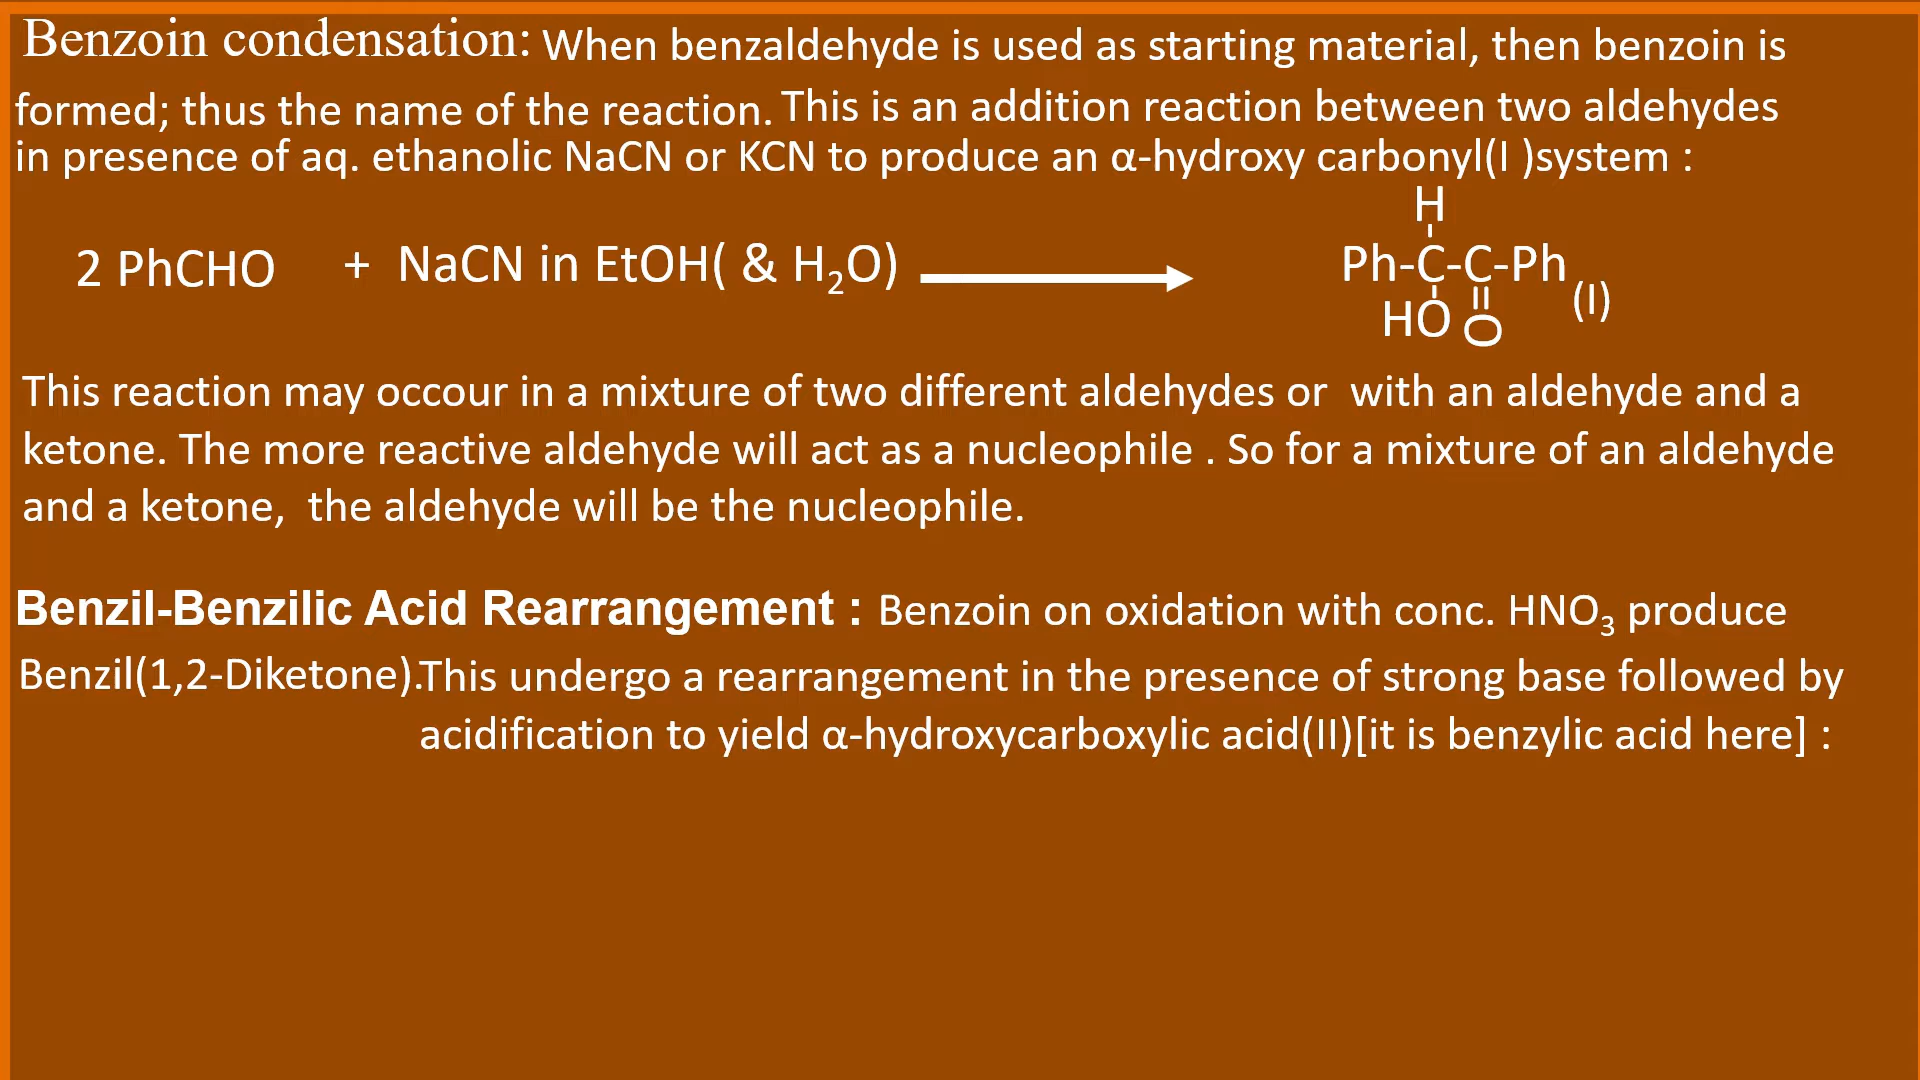 Benzoin condensation: When benzaldehyde is used as starting material, then benzoin is
formed; thus the name of the reaction. This is an addition reaction between two aldehydes
in presence of aq. ethanolic NaCN or KCN to produce an α-hydroxy carbonyl(I )system :
H
2 PhCHO + NaCN in EtOH( & H₂O) Ph-C-C-Ph
(I)
HO O
This reaction may occour in a mixture of two different aldehydes or with an aldehyde and a
ketone. The more reactive aldehyde will act as a nucleophile . So for a mixture of an aldehyde
and a ketone, the aldehyde will be the nucleophile.
Benzil-Benzilic Acid Rearrangement : Benzoin on oxidation with conc. HNO₃ produce
Benzil(1,2-Diketone).This undergo a rearrangement in the presence of strong base followed by
acidification to yield α-hydroxycarboxylic acid(II)[it is benzylic acid here] :